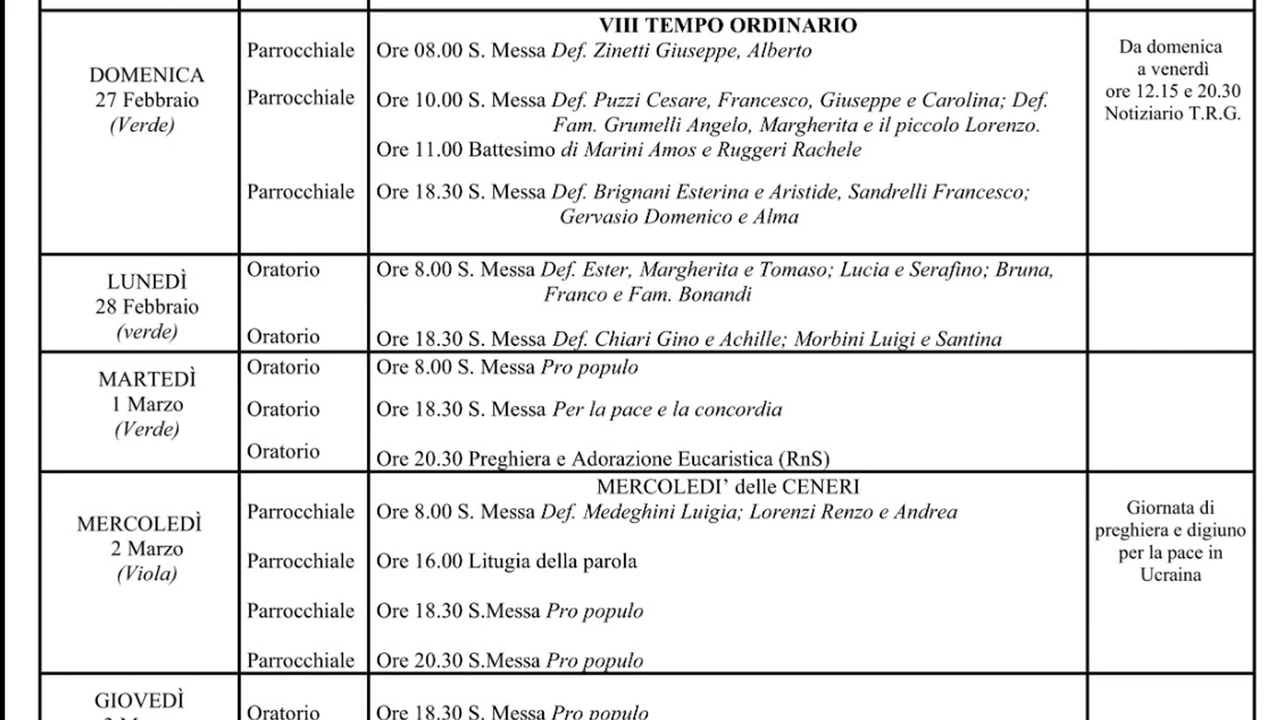 VIII TEMPO ORDINARIO
DOMENICA
27 Febbraio
(Verde)
Parrocchiale
Ore 08.00 S. Messa Def. Zinetti Giuseppe, Alberto
Parrocchiale
Ore 10.00 S. Messa Def. Puzzi Cesare, Francesco, Giuseppe e Carolina; Def.
Fam. Grumelli Angelo, Margherita e il piccolo Lorenzo.
Ore 11.00 Battesimo di Marini Amos e Ruggeri Rachele
Parrocchiale
Ore 18.30 S. Messa Def. Brignani Esterina e Aristide, Sandrelli Francesco;
Gervasio Domenico e Alma
Da domenica
a venerdì
ore 12.15 e 20.30
Notiziario T.R.G.
LUNEDÌ
28 Febbraio
(verde)
Oratorio
Ore 8.00 S. Messa Def. Ester, Margherita e Tomaso; Lucia e Serafino; Bruna,
Franco e Fam. Bonandi
Oratorio
Ore 18.30 S. Messa Def. Chiari Gino e Achille; Morbini Luigi e Santina
MARTEDÌ
1 Marzo
(Verde)
Oratorio
Ore 8.00 S. Messa Pro populo
Oratorio
Ore 18.30 S. Messa Per la pace e la concordia
Oratorio
Ore 20.30 Preghiera e Adorazione Eucaristica (RnS)
MERCOLEDÌ
2 Marzo
(Viola)
MERCOLEDI’ delle CENERI
Parrocchiale
Ore 8.00 S. Messa Def. Medeghini Luigia; Lorenzi Renzo e Andrea
Parrocchiale
Ore 16.00 Litugia della parola
Parrocchiale
Ore 18.30 S.Messa Pro populo
Parrocchiale
Ore 20.30 S.Messa Pro populo
Giornata di
preghiera e digiuno
per la pace in
Ucraina
GIOVEDÌ
3 Marzo
Oratorio
Ore 18.30 S. Messa Pro populo